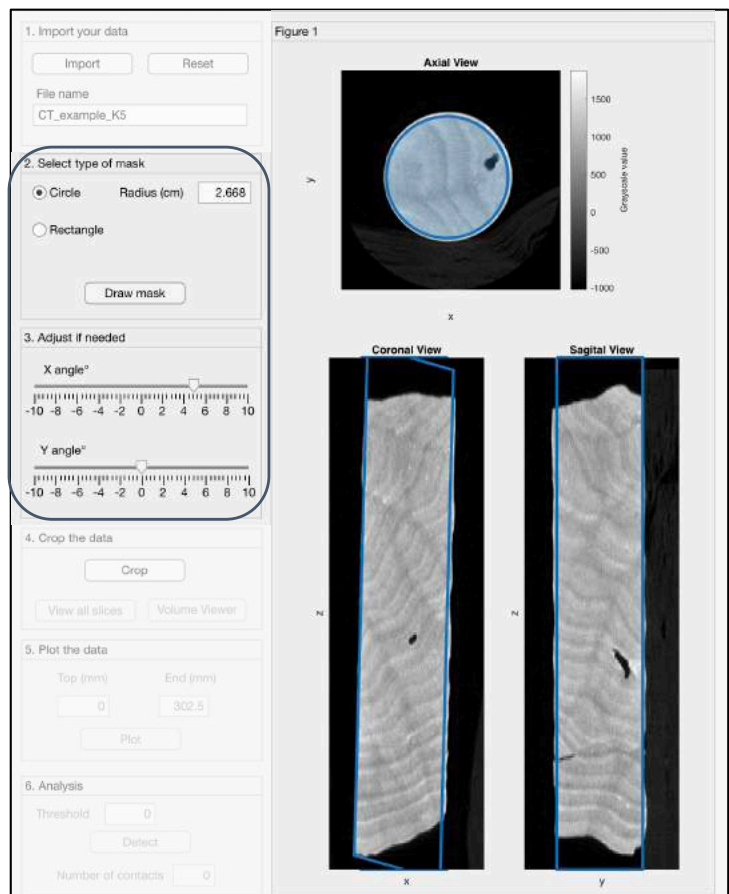 1. Import your data
Import Reset
File name
CT_example_K5
2. Select type of mask
Circle Radius (cm) 2.668
Rectangle
Draw mask
3. Adjust if needed
X angle°
-10 -8 -6 -4 -2 0 2 4 6 8 10
Y angle°
-10 -8 -6 -4 -2 0 2 4 6 8 10
4. Crop the data
Crop
View all slices Volume Viewer
5. Plot the data
Top (mm) End (mm)
0 302.5
Plot
6. Analysis
Threshold 0
Detect
Number of contacts 0
Figure 1
Axial View
y
x
1500
1000
500
0
-500
-1000
Grayscale value
Coronal View
z
x
Sagital View
z
y